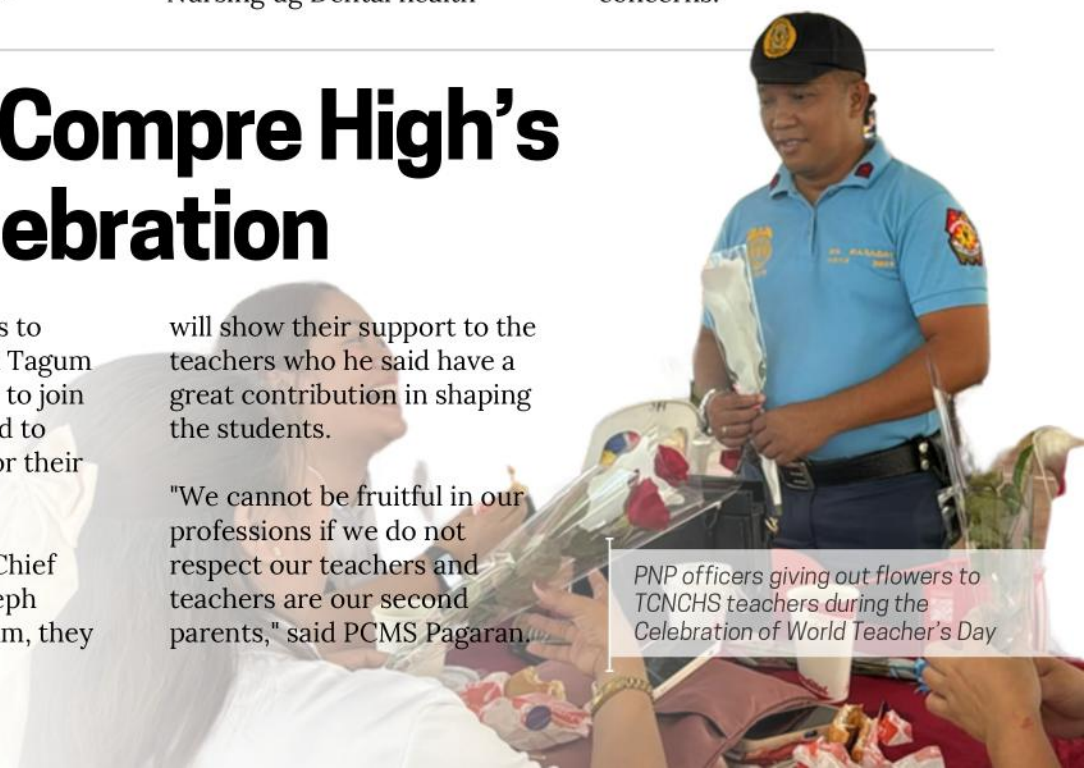 Compre High's
ebration
s to
Tagum
to join
d to
or their
Chief
eph
m, they
will show their support to the
teachers who he said have a
great contribution in shaping
the students.
"We cannot be fruitful in our
professions if we do not
respect our teachers and
teachers are our second
parents," said PCMS Pagaran.
PNP officers giving out flowers to
TCNCHS teachers during the
Celebration of World Teacher's Day